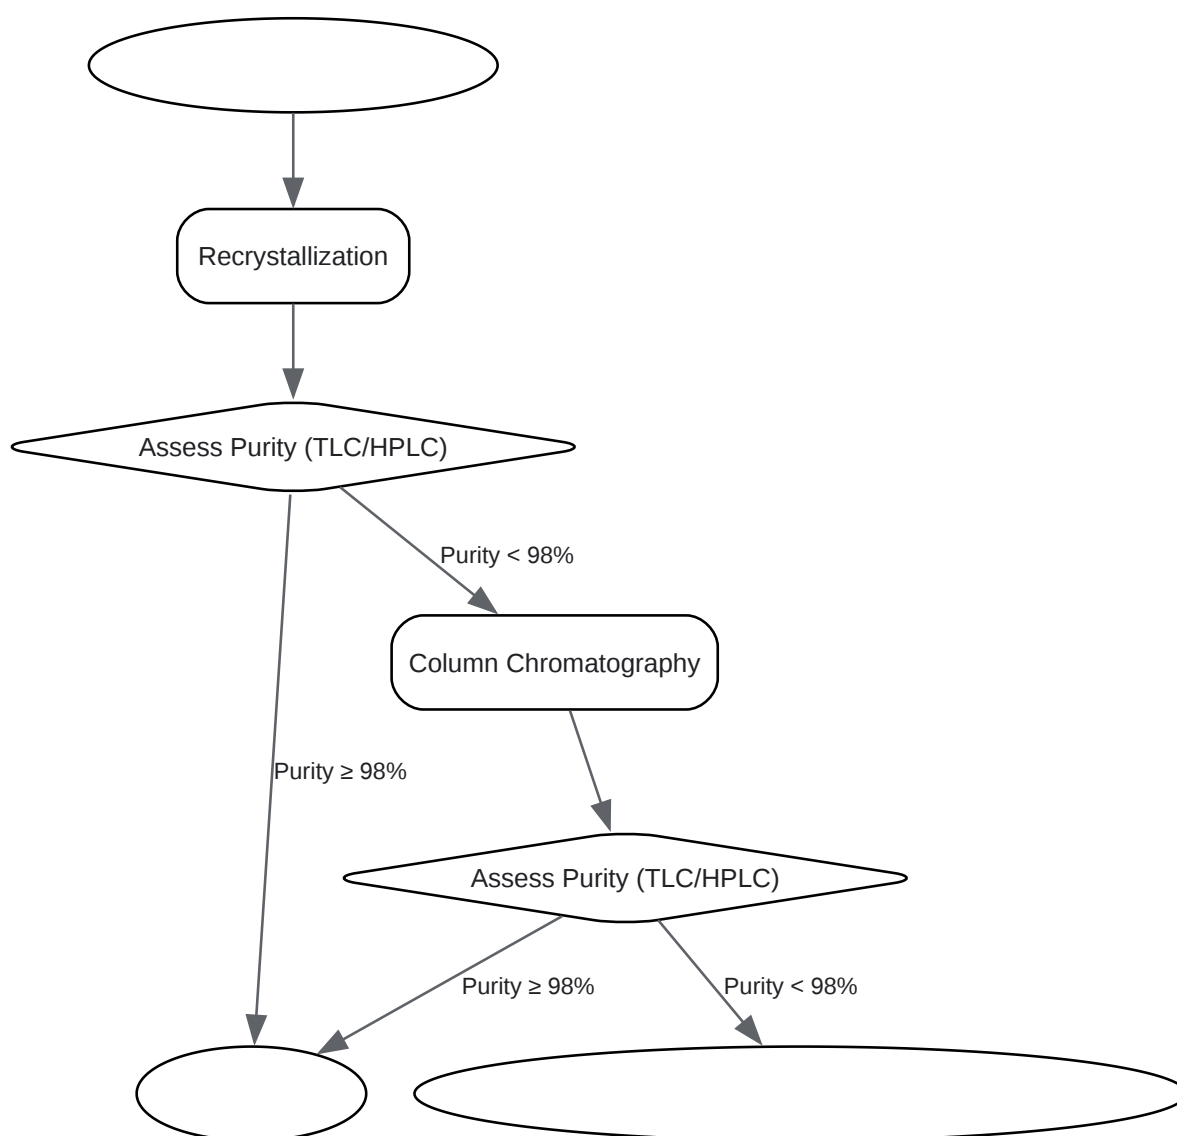 Recrystallization
Assess Purity (TLC/HPLC)
Purity < 98%
Column Chromatography
Purity ≥ 98%
Assess Purity (TLC/HPLC)
Purity ≥ 98%
Purity < 98%